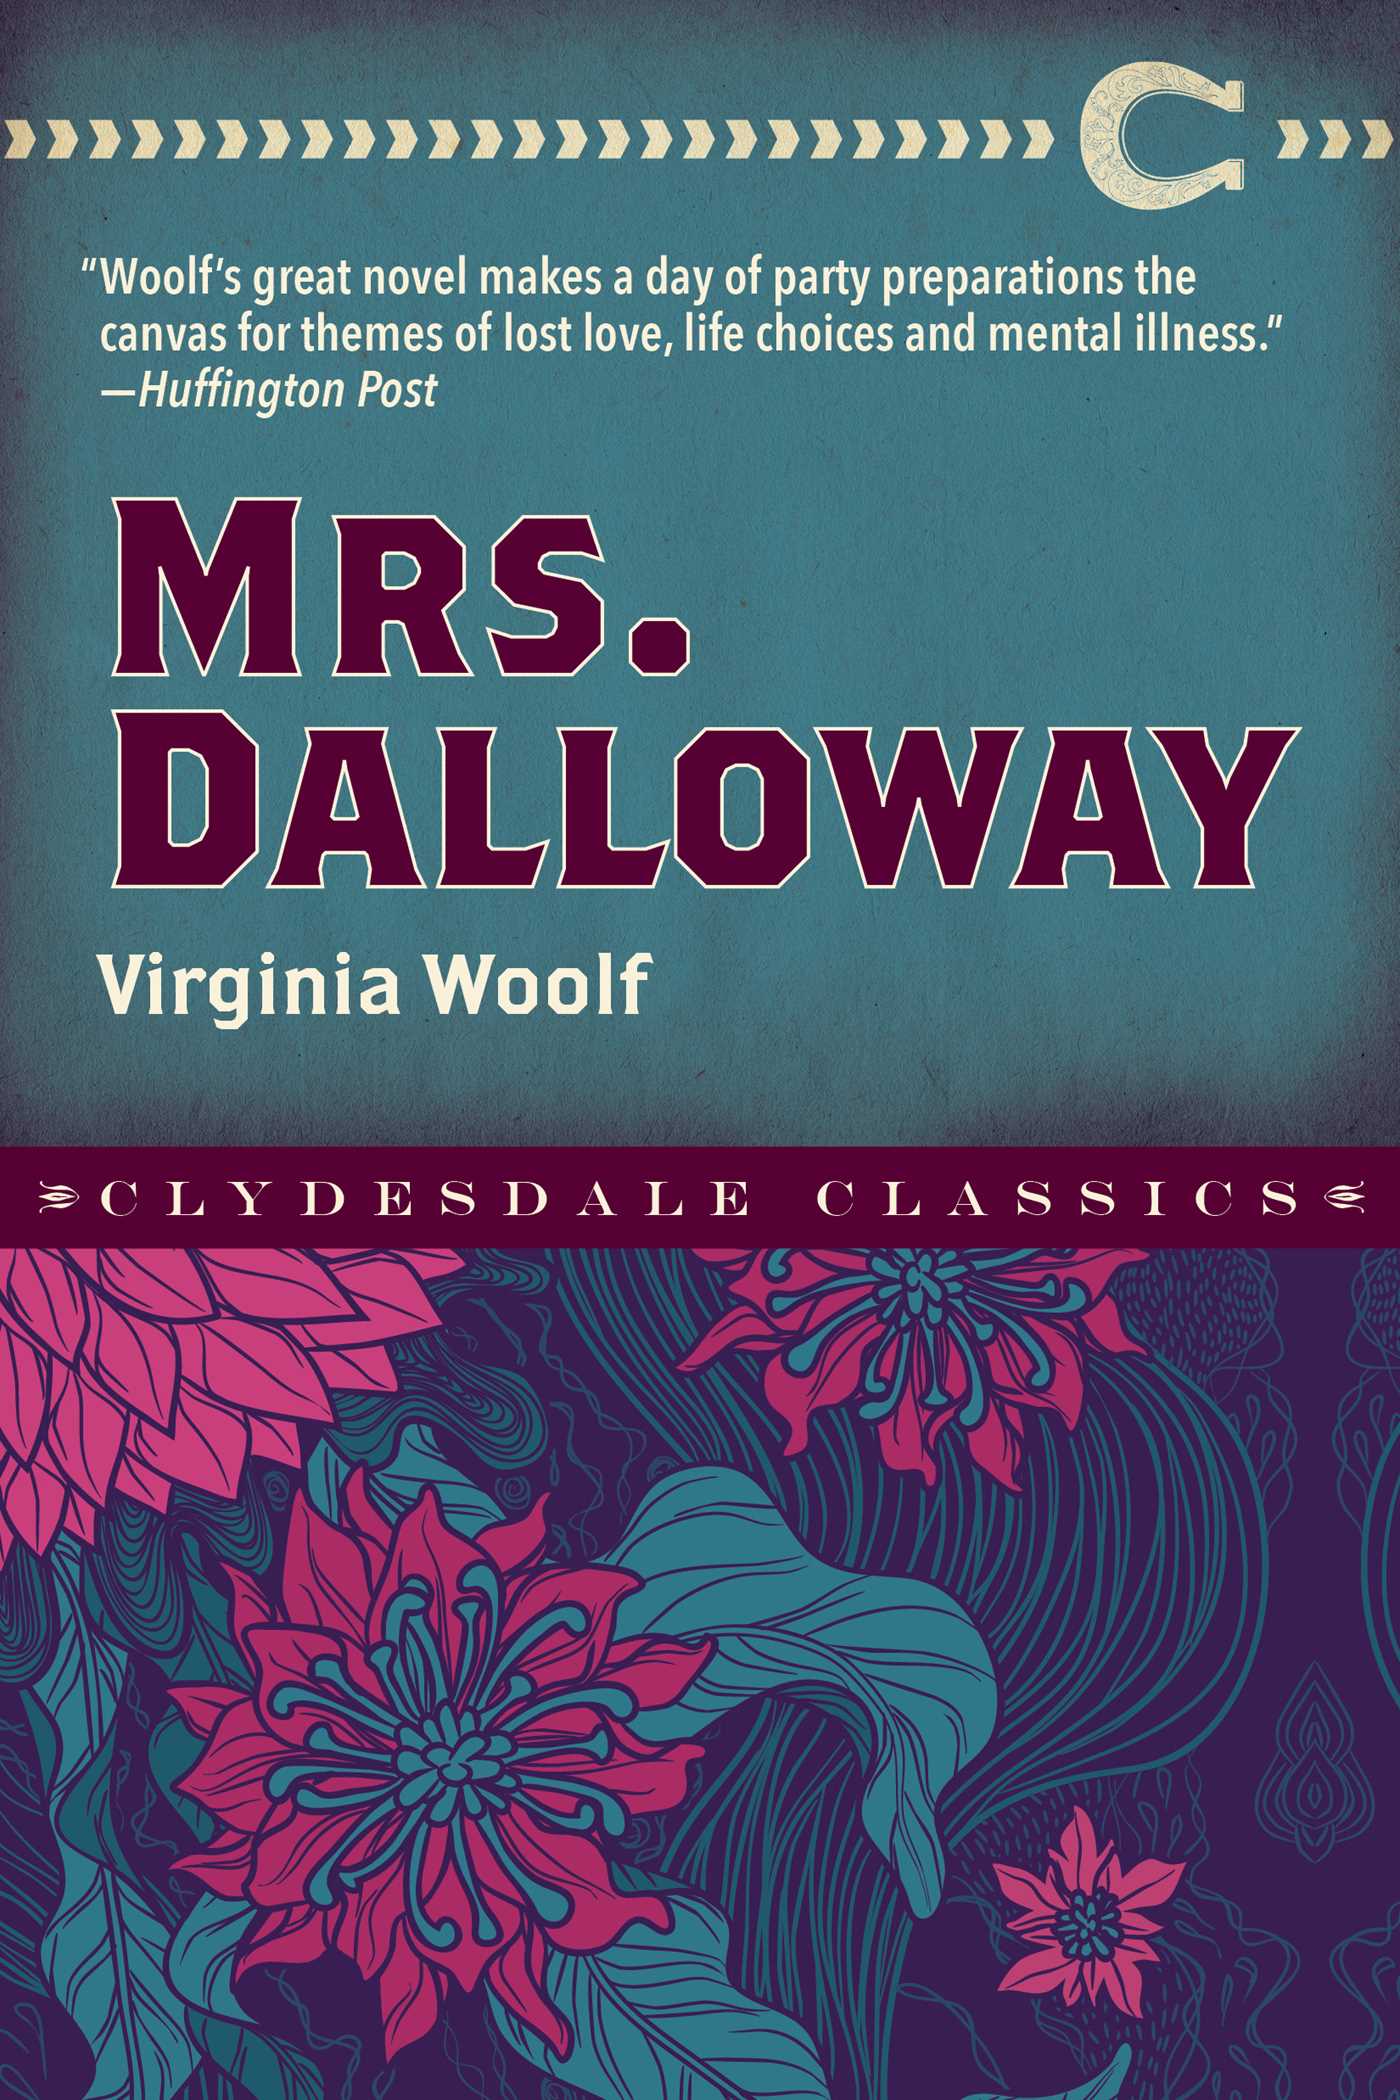 “Woolf’s great novel makes a day of party preparations the
canvas for themes of lost love, life choices and mental illness.”
—Huffington Post
MRS.
DALLOWAY
Virginia Woolf
CLYDESDALE CLASSICS